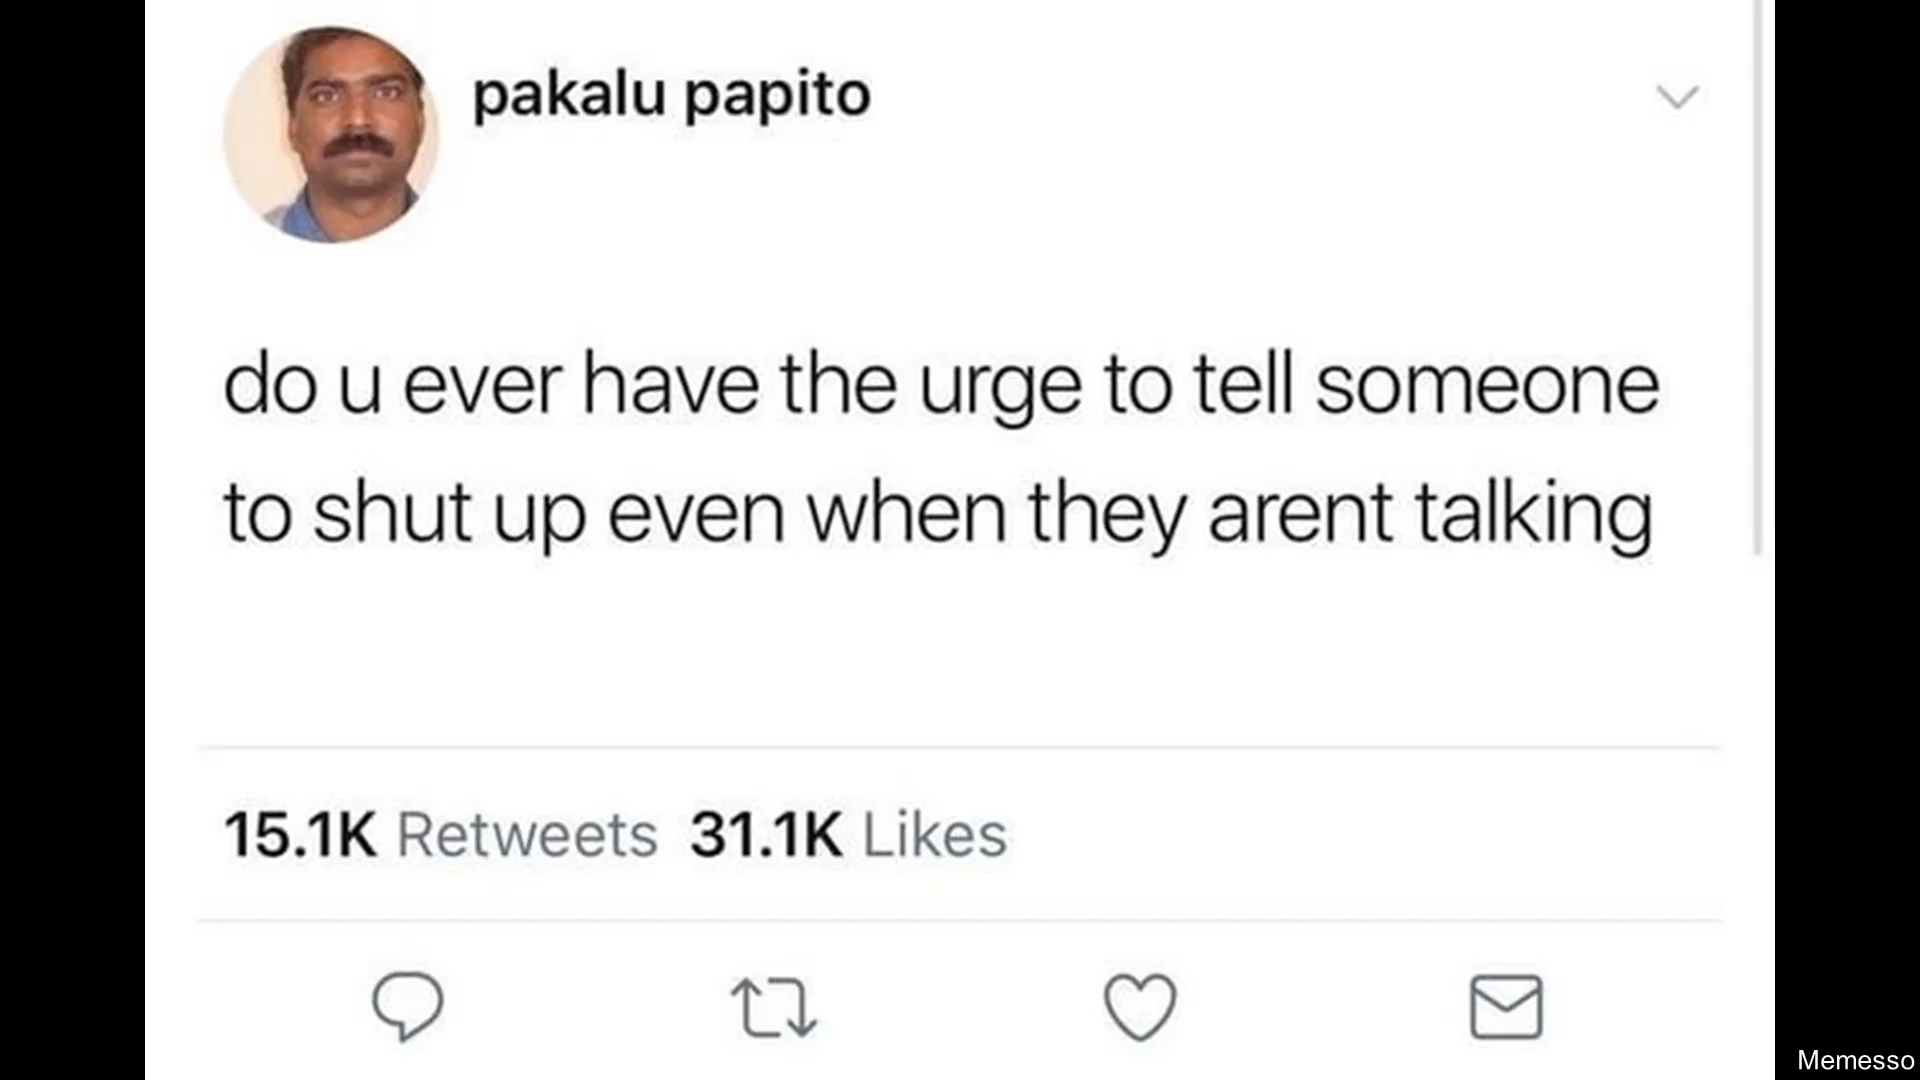 pakalu papito
do u ever have the urge to tell someone
to shut up even when they arent talking
15.1K Retweets 31.1K Likes
Memesso